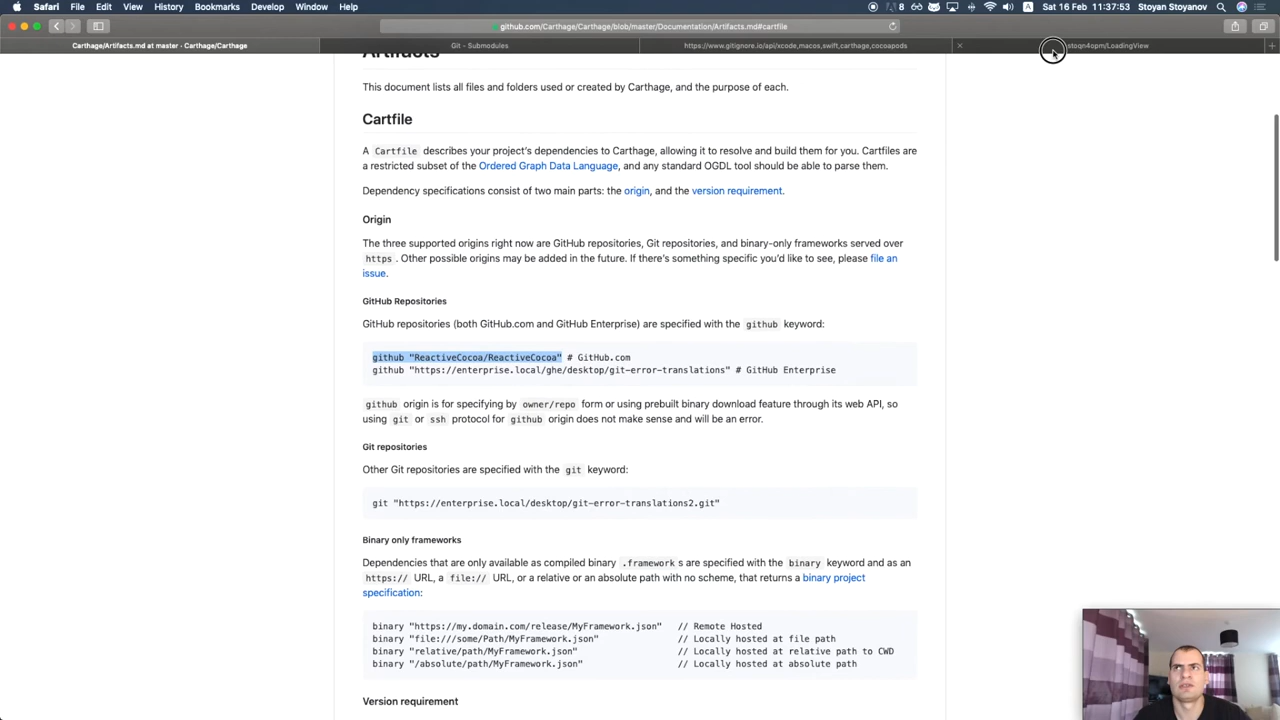 Safari File Edit View History Bookmarks Develop Window Help
Sat 16 Feb 11:37:53 Stoyan Stoyanov
github.com/Carthage/Carthage/blob/master/Documentation/Artifacts.md#cartfile
Carthage/Artifacts.md at master · Carthage/Carthage
Git - Submodules
https://www.gitignore.io/api/xcode,macos,swift,carthage,cocoapods
stoqn4opm/LoadingView
Artifacts
This document lists all files and folders used or created by Carthage, and the purpose of each.
Cartfile
A Cartfile describes your project's dependencies to Carthage, allowing it to resolve and build them for you. Cartfiles are
a restricted subset of the Ordered Graph Data Language, and any standard OGDL tool should be able to parse them.
Dependency specifications consist of two main parts: the origin, and the version requirement.
Origin
The three supported origins right now are GitHub repositories, Git repositories, and binary-only frameworks served over
https . Other possible origins may be added in the future. If there's something specific you'd like to see, please file an
issue.
GitHub Repositories
GitHub repositories (both GitHub.com and GitHub Enterprise) are specified with the github keyword:
github "ReactiveCocoa/ReactiveCocoa" # GitHub.com
github "https://enterprise.local/ghe/desktop/git-error-translations" # GitHub Enterprise
github origin is for specifying by owner/repo form or using prebuilt binary download feature through its web API, so
using git or ssh protocol for github origin does not make sense and will be an error.
Git repositories
Other Git repositories are specified with the git keyword:
git "https://enterprise.local/desktop/git-error-translations2.git"
Binary only frameworks
Dependencies that are only available as compiled binary .framework s are specified with the binary keyword and as an
https:// URL, a file:// URL, or a relative or an absolute path with no scheme, that returns a binary project
specification:
binary "https://my.domain.com/release/MyFramework.json" // Remote Hosted
binary "file:///some/Path/MyFramework.json" // Locally hosted at file path
binary "relative/path/MyFramework.json" // Locally hosted at relative path to CWD
binary "/absolute/path/MyFramework.json" // Locally hosted at absolute path
Version requirement